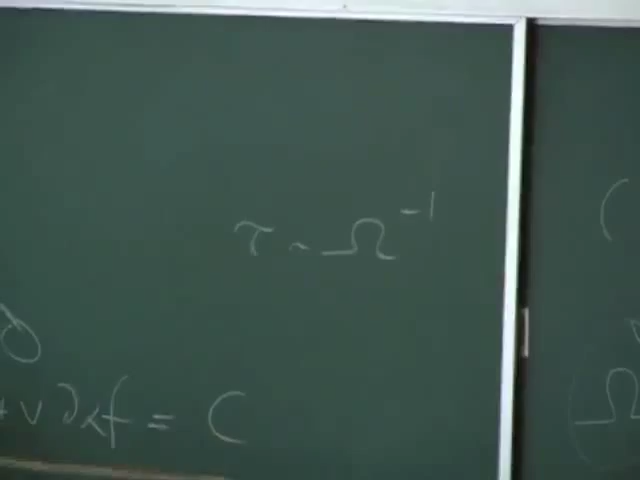 τ ~ Ω⁻¹
+ v ∂ₓf = C
(
Ω